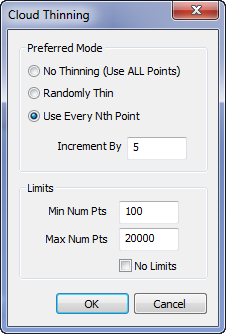 Cloud Thinning
Preferred Mode
No Thinning (Use ALL Points)
Randomly Thin
Use Every Nth Point
Increment By 5
Limits
Min Num Pts 100
Max Num Pts 20000
No Limits
OK Cancel